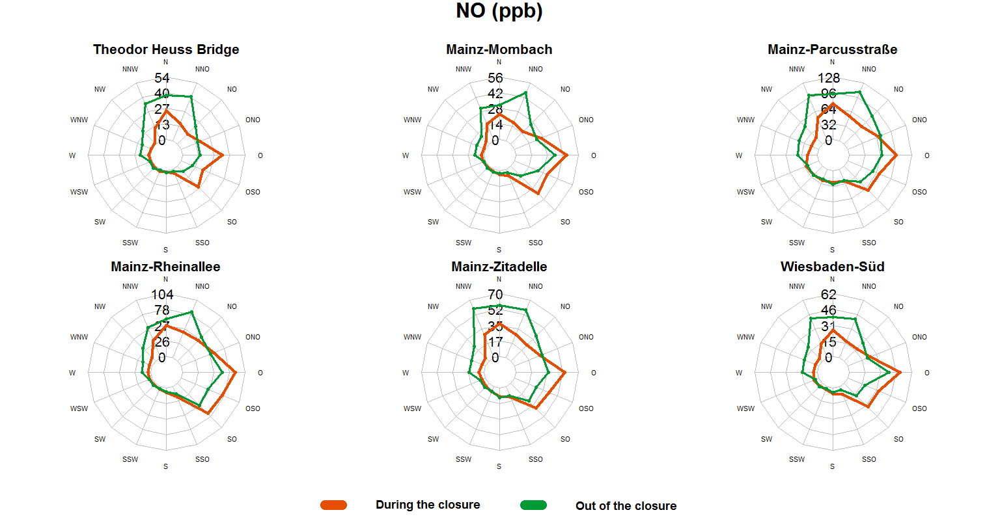 NO (ppb)
Theodor Heuss Bridge
N
NNO
NO
ONO
O
OSO
SO
SSO
S
SSW
SW
WSW
W
WNW
NW
NNW
54
40
27
13
0
Mainz-Mombach
N
NNO
NO
ONO
O
OSO
SO
SSO
S
SSW
SW
WSW
W
WNW
NW
NNW
56
42
28
14
0
Mainz-Parcusstraße
N
NNO
NO
ONO
O
OSO
SO
SSO
S
SSW
SW
WSW
W
WNW
NW
NNW
128
96
64
32
0
Mainz-Rheinallee
N
NNO
NO
ONO
O
OSO
SO
SSO
S
SSW
SW
WSW
W
WNW
NW
NNW
104
78
27
26
0
Mainz-Zitadelle
N
NNO
NO
ONO
O
OSO
SO
SSO
S
SSW
SW
WSW
W
WNW
NW
NNW
70
52
35
17
0
Wiesbaden-Süd
N
NNO
NO
ONO
O
OSO
SO
SSO
S
SSW
SW
WSW
W
WNW
NW
NNW
62
46
31
15
0
During the closure
Out of the closure